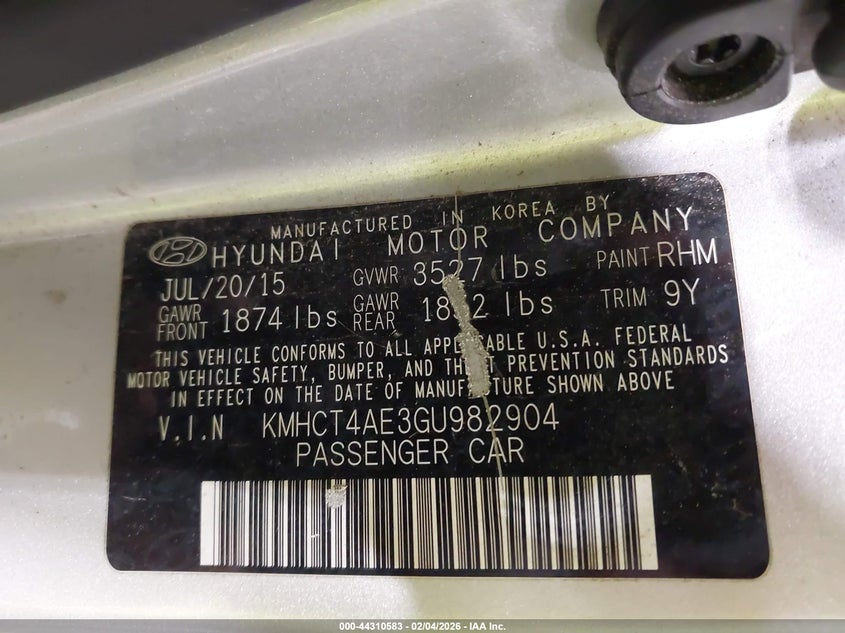 MANUFACTURED IN KOREA BY
HYUNDAI MOTOR COMPANY
JUL/20/15 GVWR 3527 lbs PAINT RHM
GAWR FRONT 1874 lbs GAWR REAR lbs TRIM 9Y
THIS VEHICLE CONFORMS TO ALL APPLICABLE U.S.A. FEDERAL
MOTOR VEHICLE SAFETY, BUMPER, AND THEFT PREVENTION STANDARDS
IN EFFECT ON THE DATE OF MANUFACTURE SHOWN ABOVE
V.I.N KMHCT4AE3GU982904
PASSENGER CAR
000-44310583 - 02/04/2026 - IAA Inc.